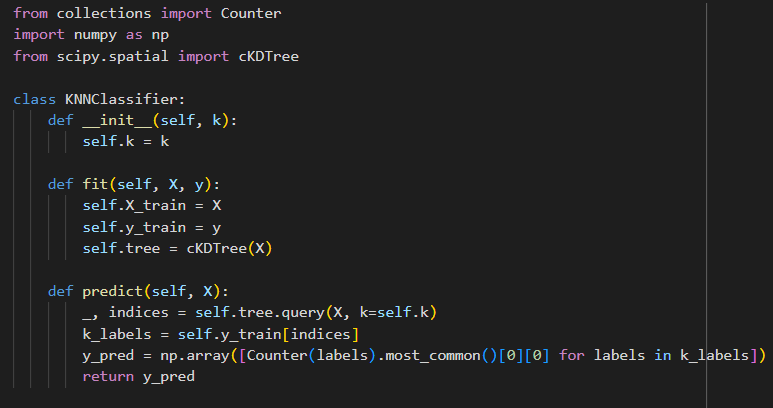 from collections import Counter
import numpy as np
from scipy.spatial import cKDTree
class KNNClassifier:
    def __init__(self, k):
        self.k = k
    def fit(self, X, y):
        self.X_train = X
        self.y_train = y
        self.tree = cKDTree(X)
    def predict(self, X):
        _, indices = self.tree.query(X, k=self.k)
        k_labels = self.y_train[indices]
        y_pred = np.array([Counter(labels).most_common()[0][0] for labels in k_labels])
        return y_pred